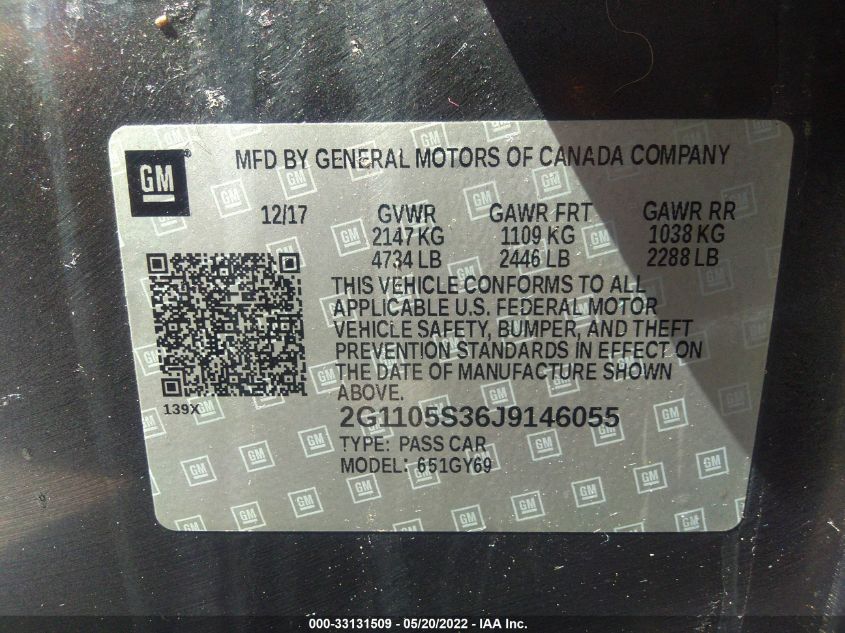 GM
MFD BY GENERAL MOTORS OF CANADA COMPANY
12/17 GVWR GAWR FRT GAWR RR
2147 KG 1109 KG 1038 KG
4734 LB 2446 LB 2288 LB
THIS VEHICLE CONFORMS TO ALL
APPLICABLE U.S. FEDERAL MOTOR
VEHICLE SAFETY, BUMPER, AND THEFT
PREVENTION STANDARDS IN EFFECT ON
THE DATE OF MANUFACTURE SHOWN
ABOVE.
139X
2G1105S36J9146055
TYPE: PASS CAR
MODEL: 651GY69
000-33131509 - 05/20/2022 - IAA Inc.